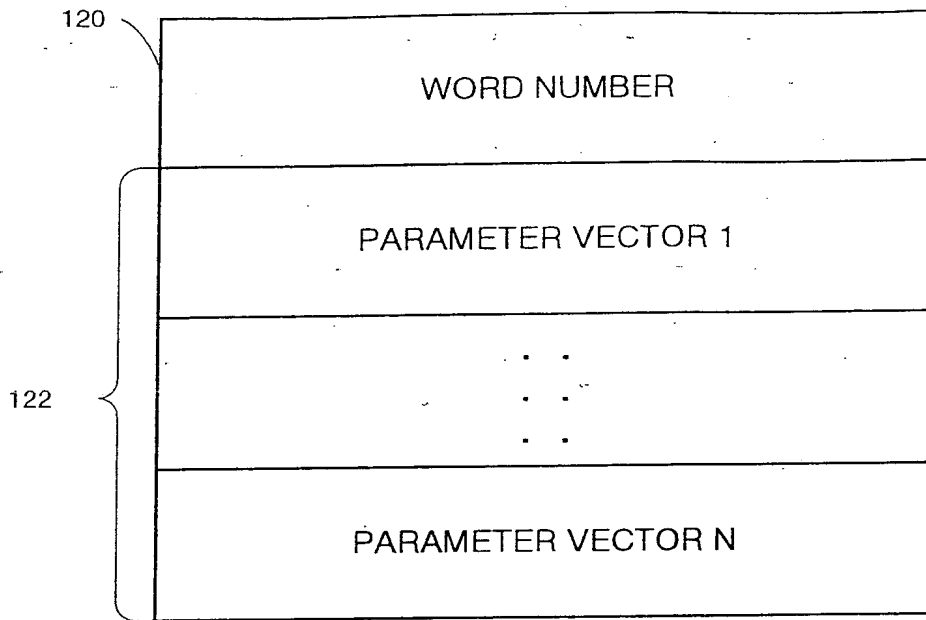 120
WORD NUMBER
PARAMETER VECTOR 1
122
PARAMETER VECTOR N